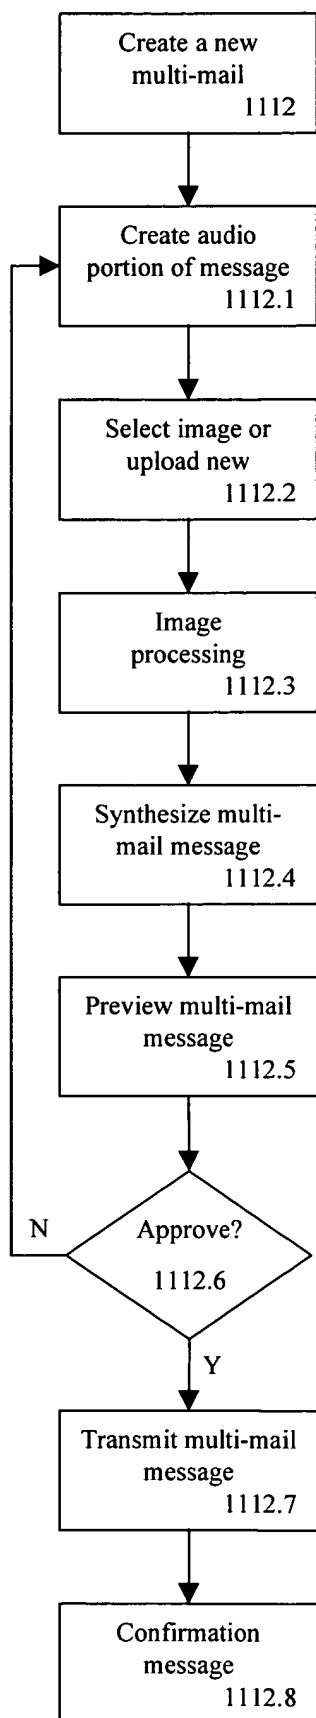 Create a new
multi-mail
1112
Create audio
portion of message
1112.1
Select image or
upload new
1112.2
Image
processing
1112.3
Synthesize multi-
mail message
1112.4
Preview multi-mail
message
1112.5
Approve?
1112.6
N
Y
Transmit multi-mail
message
1112.7
Confirmation
message
1112.8